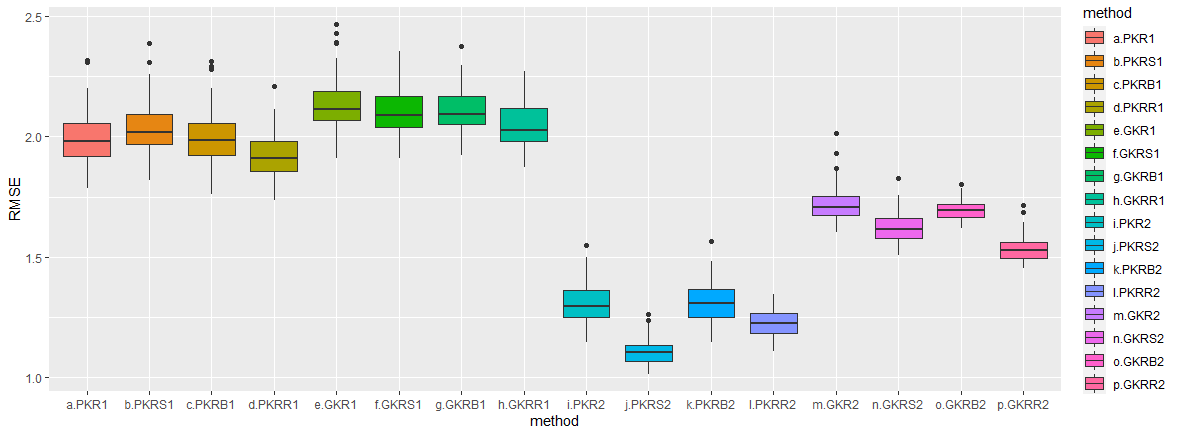 2.5
2.0
1.5
1.0
RMSE
a.PKR1 b.PKRS1 c.PKRB1 d.PKRR1 e.GKR1 f.GKRS1 g.GKRB1 h.GKRR1 i.PKR2 j.PKRS2 k.PKRB2 l.PKRR2 m.GKR2 n.GKRS2 o.GKRB2 p.GKRR2
method
method
a.PKR1
b.PKRS1
c.PKRB1
d.PKRR1
e.GKR1
f.GKRS1
g.GKRB1
h.GKRR1
i.PKR2
j.PKRS2
k.PKRB2
l.PKRR2
m.GKR2
n.GKRS2
o.GKRB2
p.GKRR2